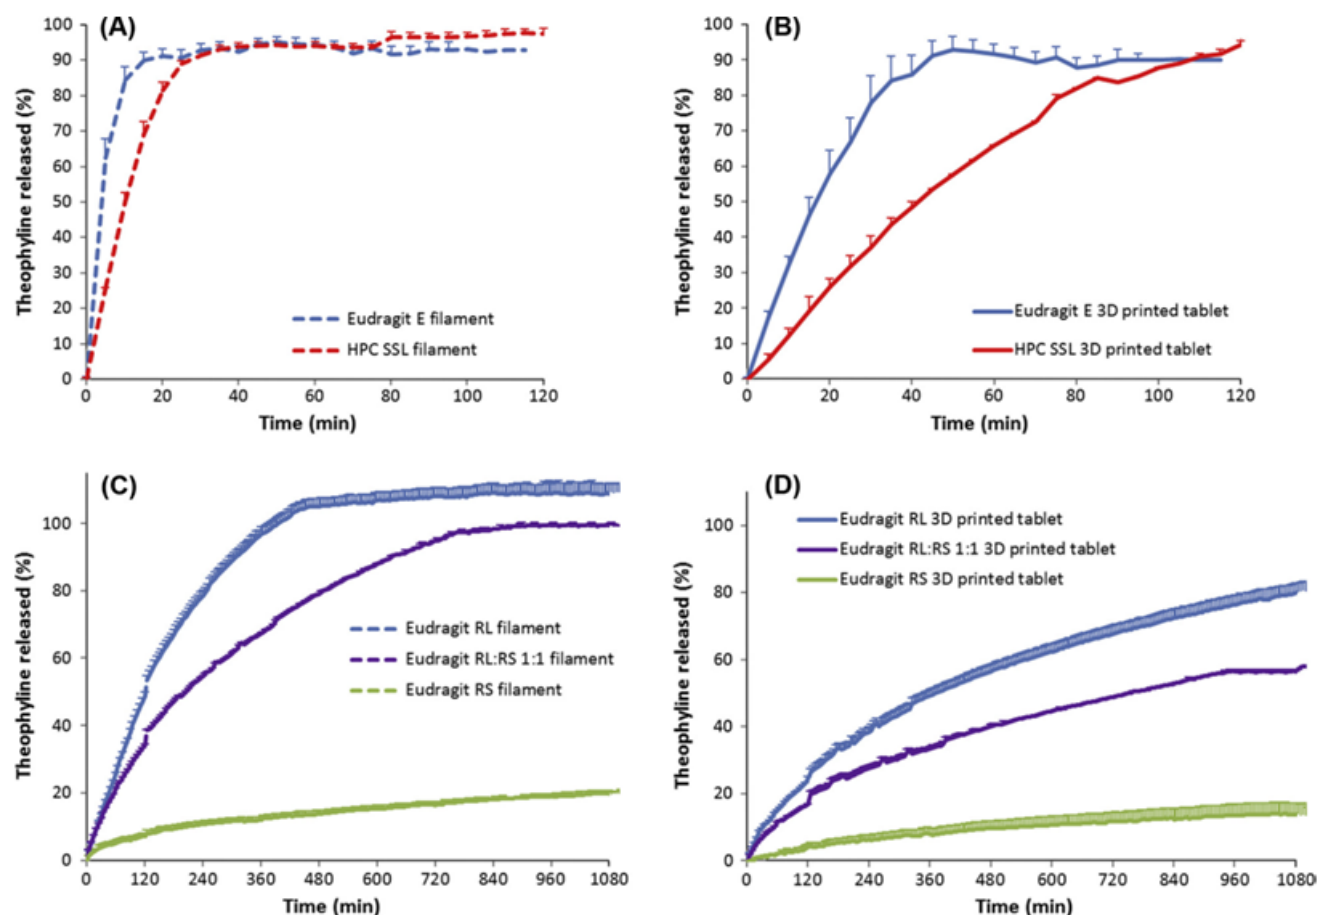 (A)
Theophyline released (%)
100
90
80
70
60
50
40
30
20
10
0
Eudragit E filament
HPC SSL filament
0 20 40 60 80 100 120
Time (min)
(B)
Theophyline released (%)
100
90
80
70
60
50
40
30
20
10
0
Eudragit E 3D printed tablet
HPC SSL 3D printed tablet
0 20 40 60 80 100 120
Time (min)
(C)
Theophyline released (%)
100
80
60
40
20
0
Eudragit RL filament
Eudragit RL:RS 1:1 filament
Eudragit RS filament
0 120 240 360 480 600 720 840 960 1080
Time (min)
(D)
Theophyline released (%)
100
80
60
40
20
0
Eudragit RL 3D printed tablet
Eudragit RL:RS 1:1 3D printed tablet
Eudragit RS 3D printed tablet
0 120 240 360 480 600 720 840 960 1080
Time (min)